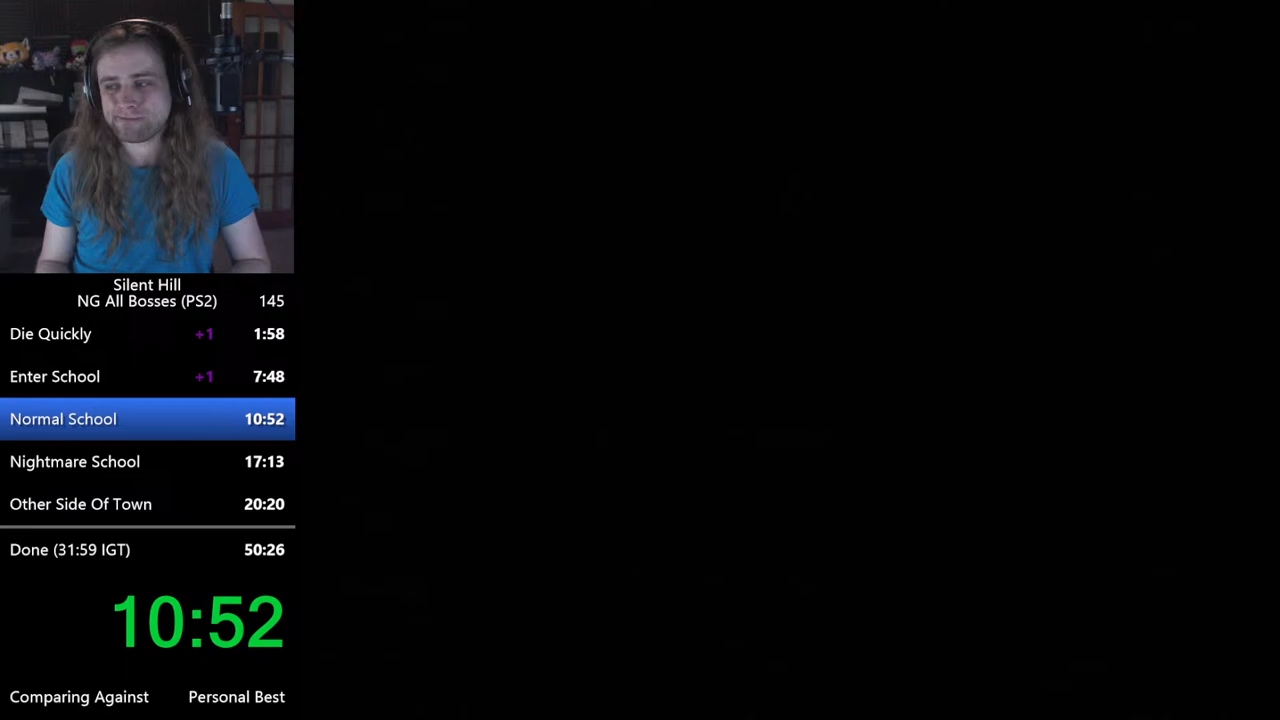 Silent Hill
NG All Bosses (PS2) 145
Die Quickly +1 1:58
Enter School +1 7:48
Normal School 10:52
Nightmare School 17:13
Other Side Of Town 20:20
Done (31:59 IGT) 50:26
10:52
Comparing Against Personal Best